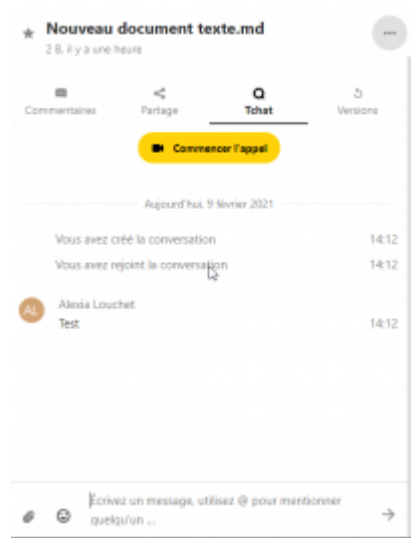 Nouveau document texte.md
2 B, il y a une heure
Commentaires Partage Tchat Versions
Commencer l'appel
Aujourd'hui, 9 février 2021
Vous avez créé la conversation 14:12
Vous avez rejoint la conversation 14:12
AL Alexia Louchet
Test 14:12
Écrivez un message, utilisez @ pour mentionner
quelqu'un ...